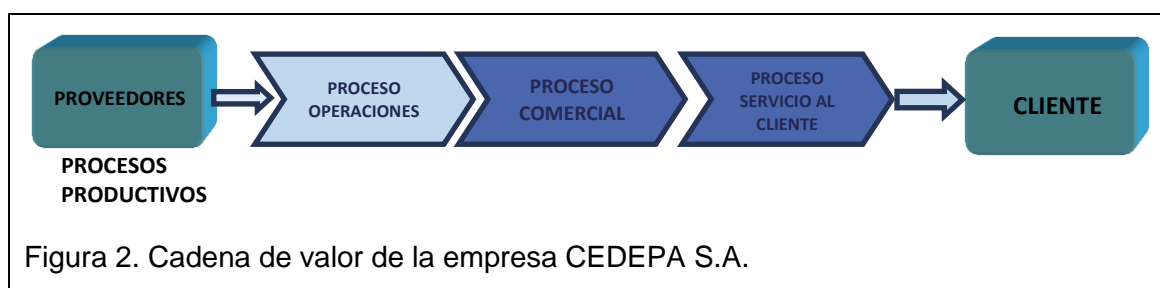 PROVEEDORES
PROCESO
OPERACIONES
PROCESO
COMERCIAL
PROCESO
SERVICIO AL
CLIENTE
CLIENTE
PROCESOS
PRODUCTIVOS
Figura 2. Cadena de valor de la empresa CEDEPA S.A.